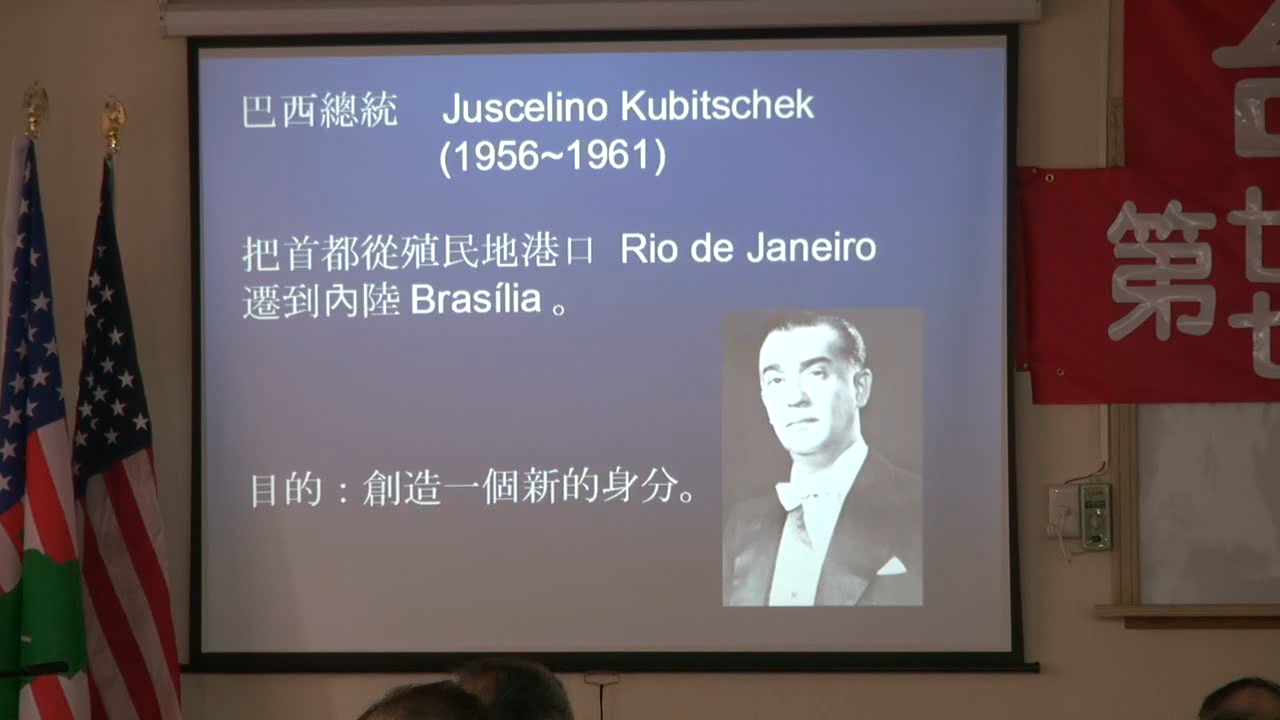 巴西總統 Juscelino Kubitschek
(1956~1961)
把首都從殖民地港口 Rio de Janeiro
遷到內陸 Brasília 。
目的：創造一個新的身分。
第